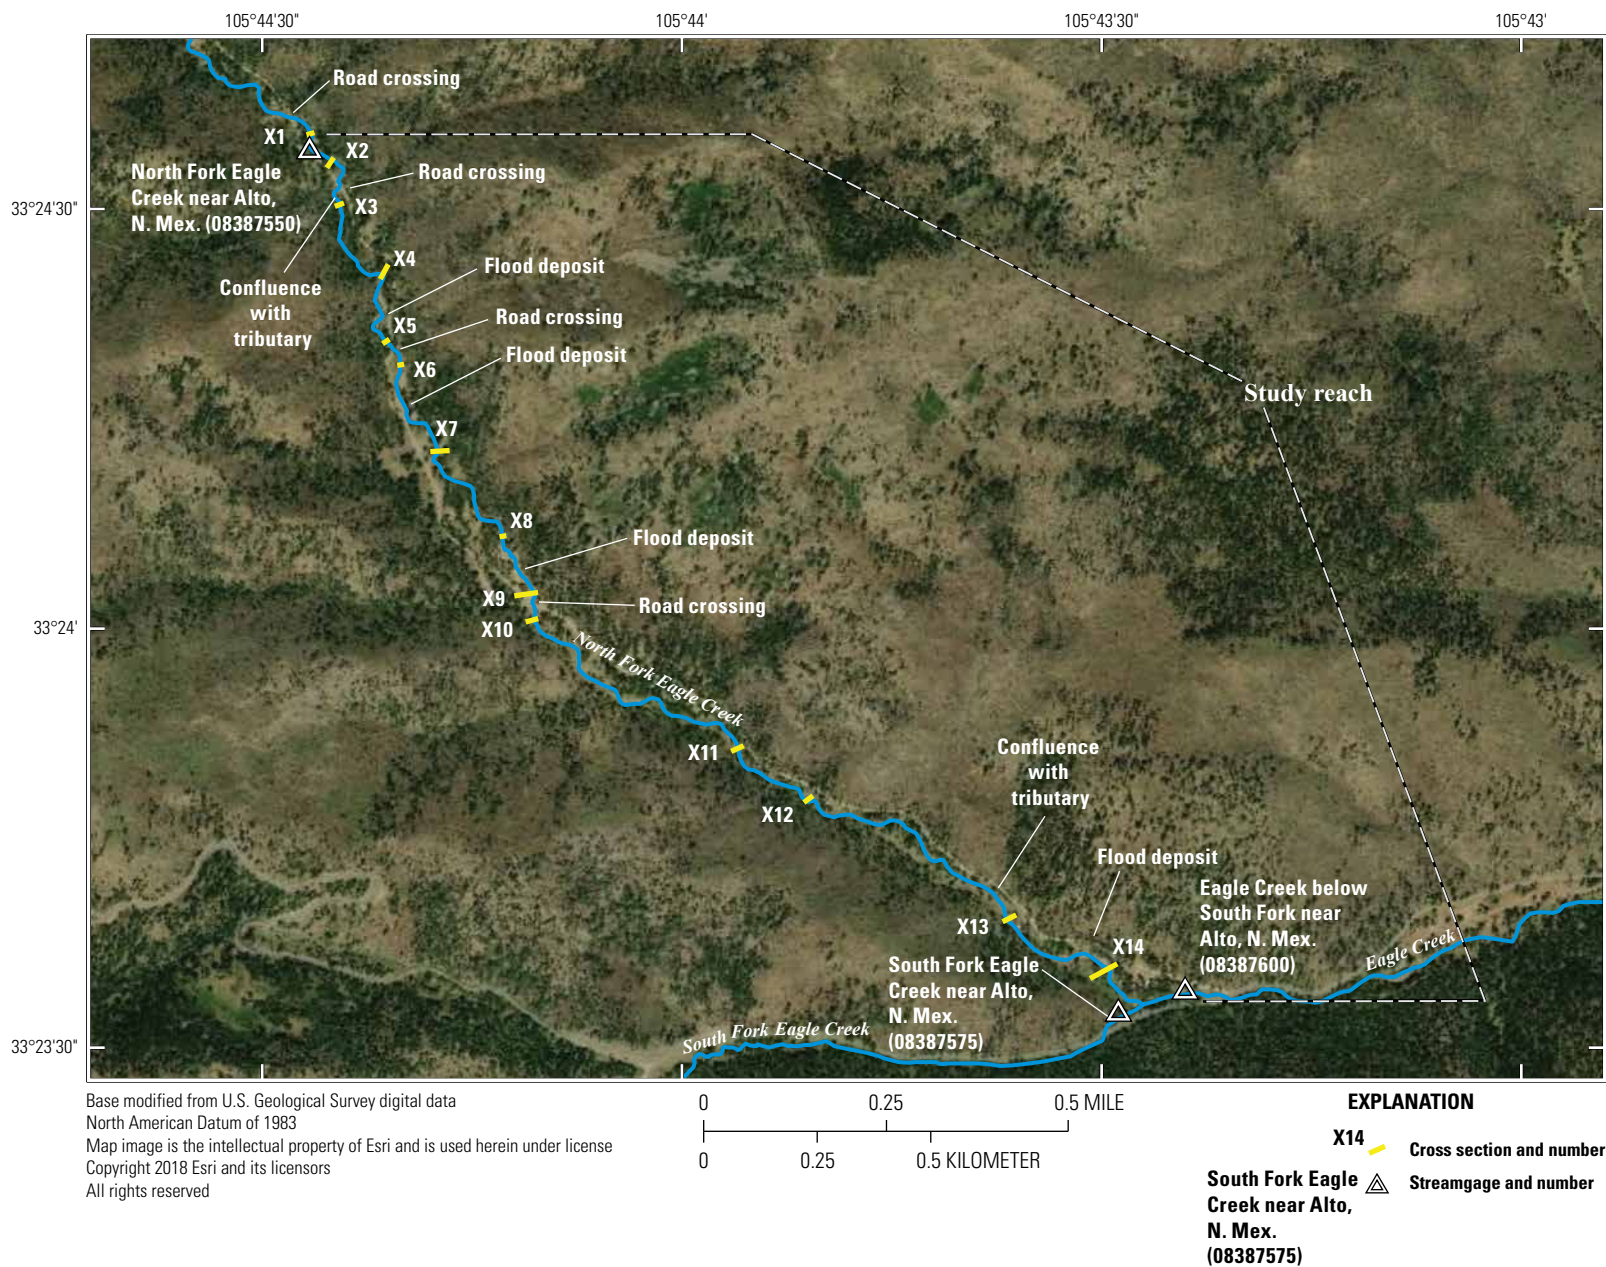 105°44'30"
105°44'
105°43'30"
105°43'
Road crossing
X1
X2
North Fork Eagle
Creek near Alto,
N. Mex. (08387550)
Road crossing
33°24'30"
X3
X4
Confluence
with
tributary
Flood deposit
X5
Road crossing
X6
Flood deposit
Study reach
X7
X8
Flood deposit
X9
Road crossing
X10
33°24'
North Fork Eagle Creek
X11
Confluence
with
tributary
X12
Flood deposit
Eagle Creek below
South Fork near
Alto, N. Mex.
(08387600)
X13
X14
Eagle Creek
South Fork Eagle
Creek near Alto,
N. Mex.
(08387575)
South Fork Eagle Creek
33°23'30"
Base modified from U.S. Geological Survey digital data
North American Datum of 1983
Map image is the intellectual property of Esri and is used herein under license
Copyright 2018 Esri and its licensors
All rights reserved
0 0.25 0.5 MILE
0 0.25 0.5 KILOMETER
EXPLANATION
X14
Cross section and number
South Fork Eagle
Creek near Alto,
N. Mex.
(08387575)
Streamgage and number